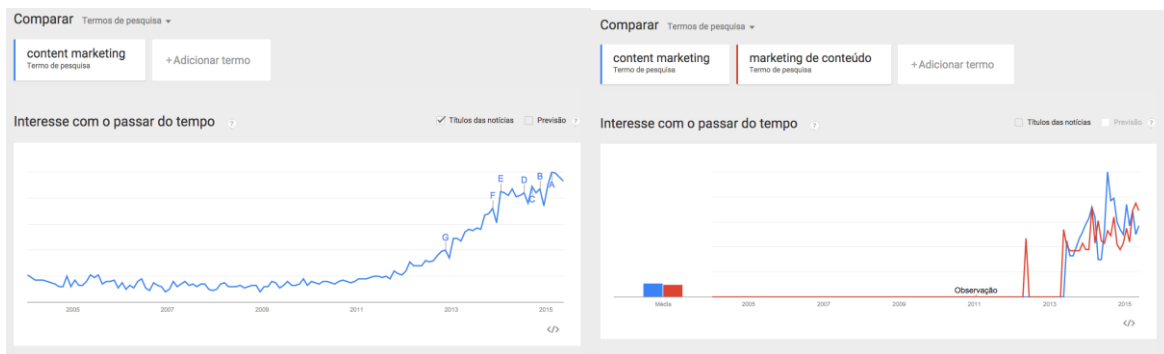 Comparar Termos de pesquisa
content marketing
Termo de pesquisa
+Adicionar termo
Interesse com o passar do tempo ?
Títulos das notícias Previsão ?
E D B
A
F C
G
2005 2007 2009 2011 2013 2015
</>
Comparar Termos de pesquisa
content marketing
Termo de pesquisa
marketing de conteúdo
Termo de pesquisa
+Adicionar termo
Interesse com o passar do tempo ?
Títulos das notícias Previsão ?
Observação
Média 2005 2007 2009 2011 2013 2015
</>